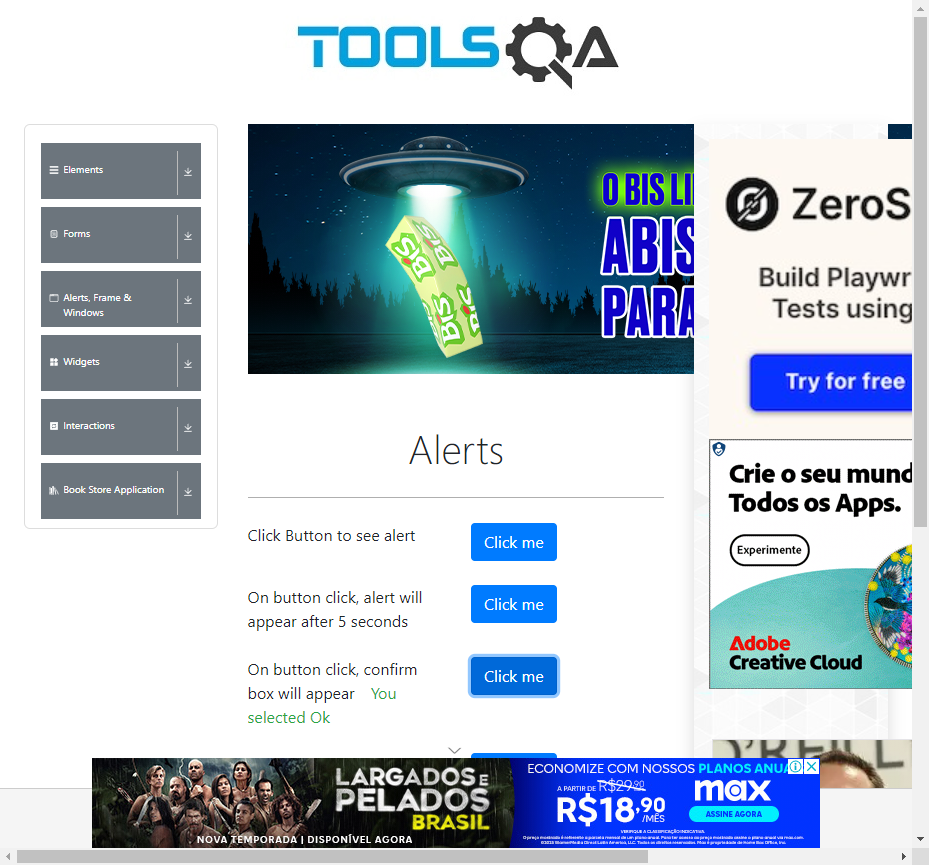 TOOLSQA
Elements
Forms
Alerts, Frame &
Windows
Widgets
Interactions
Book Store Application
BIS
BIS
BIS
BIS
O BIS LI
ABIS
PARA
ZeroS
Build Playwr
Tests using
Try for free
Crie o seu mund
Todos os Apps.
Experimente
Adobe
Creative Cloud
Alerts
Click Button to see alert
Click me
On button click, alert will
appear after 5 seconds
Click me
On button click, confirm
box will appear You
selected Ok
Click me
O'REILL
LARGADOS E
PELADOS
BRASIL
NOVA TEMPORADA | DISPONÍVEL AGORA
ECONOMIZE COM NOSSOS PLANOS ANUA
A PARTIR DE R$29,90
R$18,90
/MÊS
max
ASSINE AGORA
VERIFIQUE A CLASSIFICAÇÃO INDICATIVA.